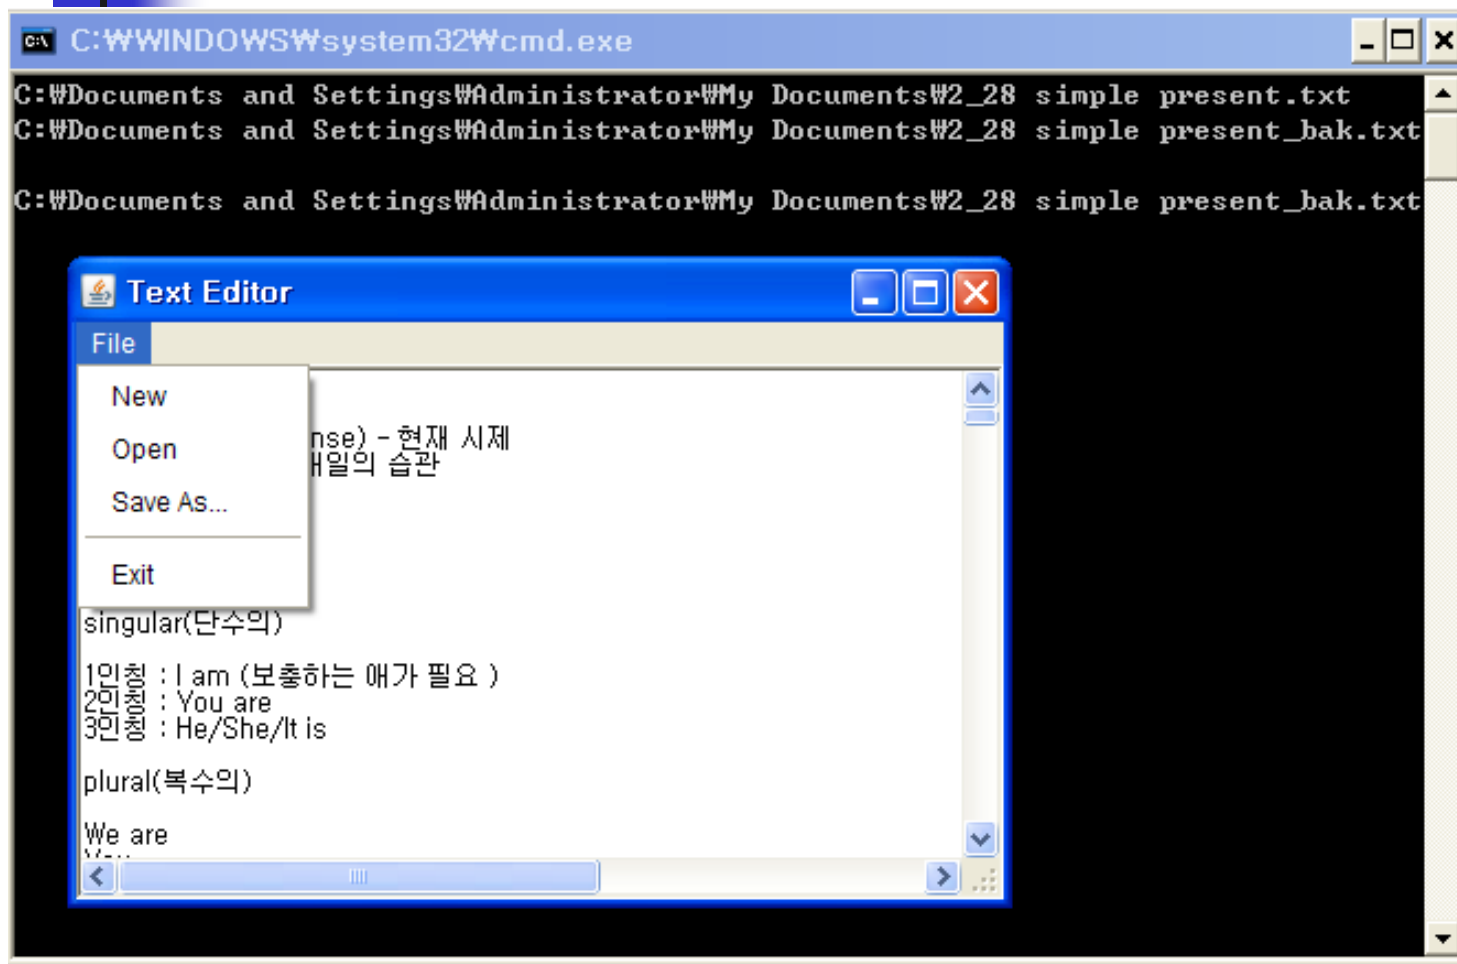 C:\WINDOWS\system32\cmd.exe
C:₩Documents and Settings₩Administrator₩My Documents₩2_28 simple present.txt
C:₩Documents and Settings₩Administrator₩My Documents₩2_28 simple present_bak.txt
C:₩Documents and Settings₩Administrator₩My Documents₩2_28 simple present_bak.txt
Text Editor
File
New
Open
Save As...
Exit
nse) - 현재 시제
매일의 습관
singular(단수의)
1인칭 : I am (보충하는 애가 필요 )
2인칭 : You are
3인칭 : He/She/It is
plural(복수의)
We are